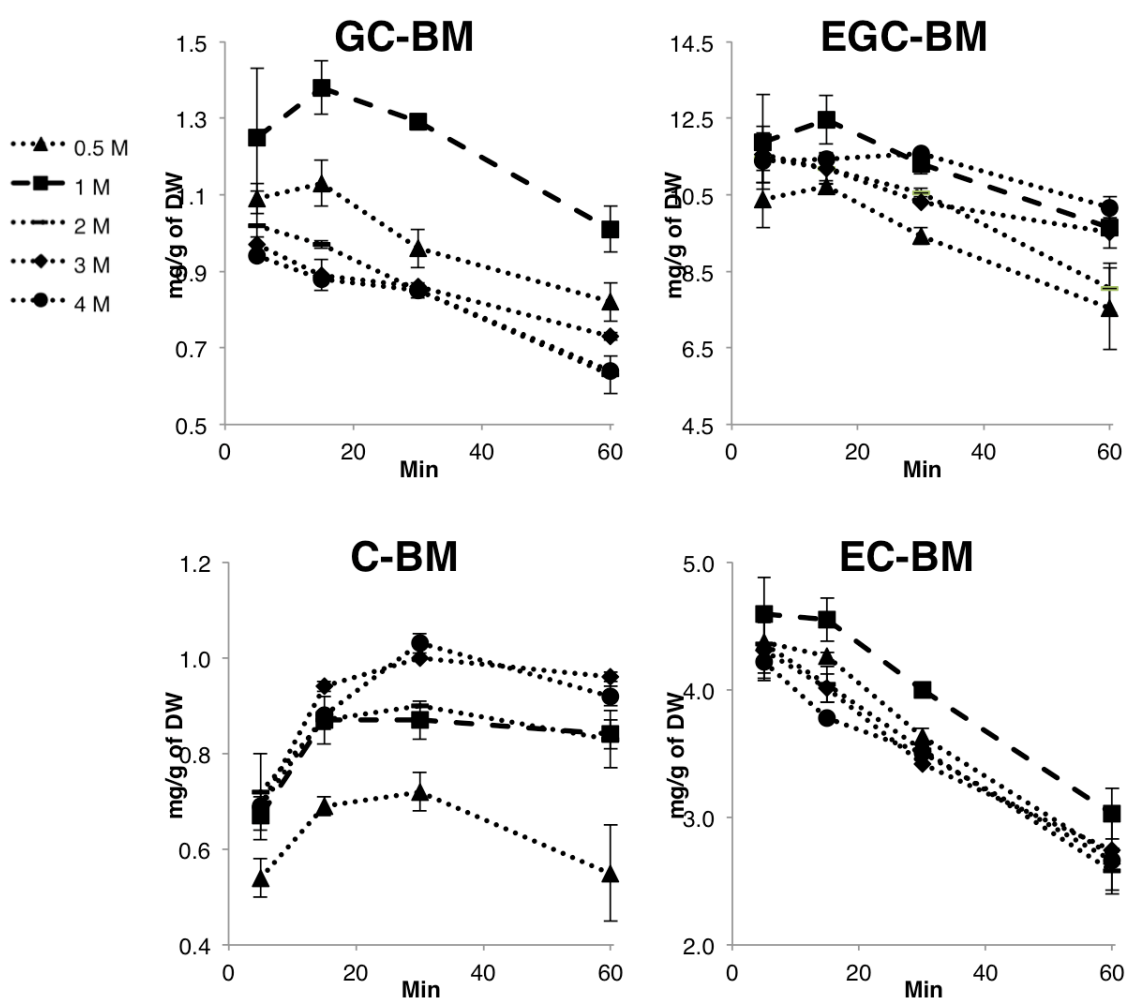 GC-BM
1.5
1.3
1.1
0.9
0.7
0.5
mg/g of DW
0 20 40 60
Min
EGC-BM
14.5
12.5
10.5
8.5
6.5
4.5
mg/g of DW
0 20 40 60
Min
0.5 M
1 M
2 M
3 M
4 M
C-BM
1.2
1.0
0.8
0.6
0.4
mg/g of DW
0 20 40 60
Min
EC-BM
5.0
4.0
3.0
2.0
mg/g of DW
0 20 40 60
Min